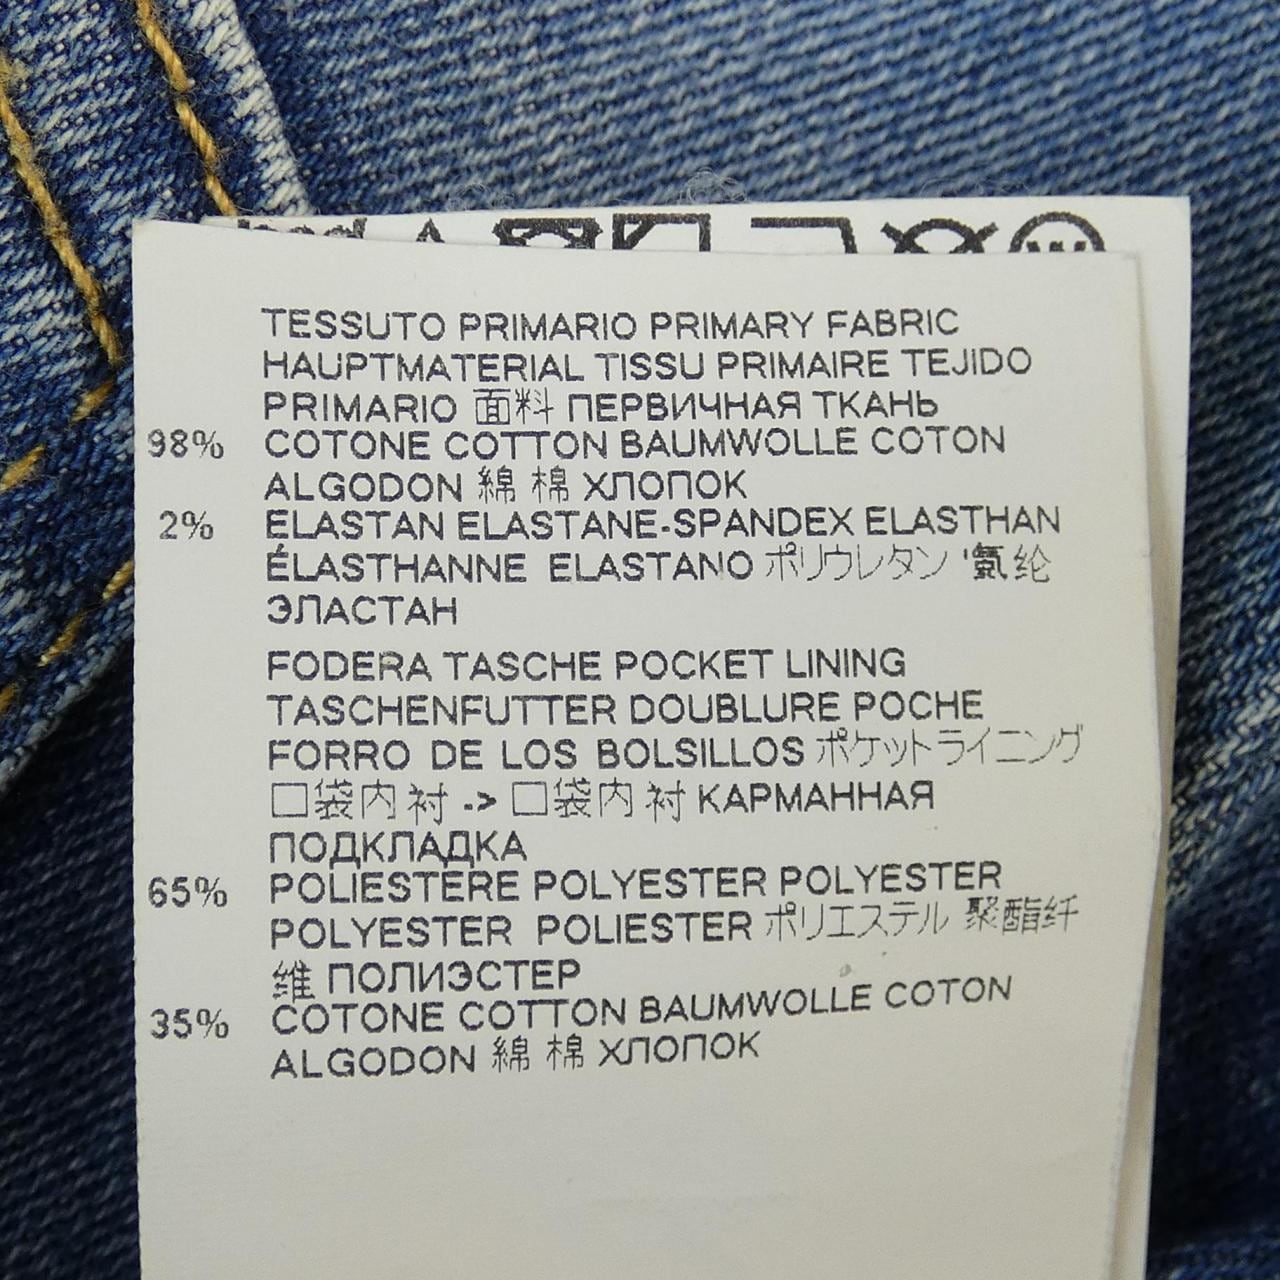 TESSUTO PRIMARIO PRIMARY FABRIC
HAUPTMATERIAL TISSU PRIMAIRE TEJIDO
PRIMARIO 面料 ПЕРВИЧНАЯ ТКАНЬ
98% COTONE COTTON BAUMWOLLE COTON
ALGODON 綿 棉 ХЛОПОК
2% ELASTAN ELASTANE-SPANDEX ELASTHAN
ÉLASTHANNE ELASTANO ポリウレタン '氨纶
ЭЛАСТАН
FODERA TASCHE POCKET LINING
TASCHENFUTTER DOUBLURE POCHE
FORRO DE LOS BOLSILLOS ポケットライニング
口袋内衬 -> 口袋内衬 КАРМАННАЯ
ПОДКЛАДКА
65% POLIESTERE POLYESTER POLYESTER
POLYESTER POLIESTER ポリエステル 聚酯纤
维 ПОЛИЭСТЕР
35% COTONE COTTON BAUMWOLLE COTON
ALGODON 綿 棉 ХЛОПОК